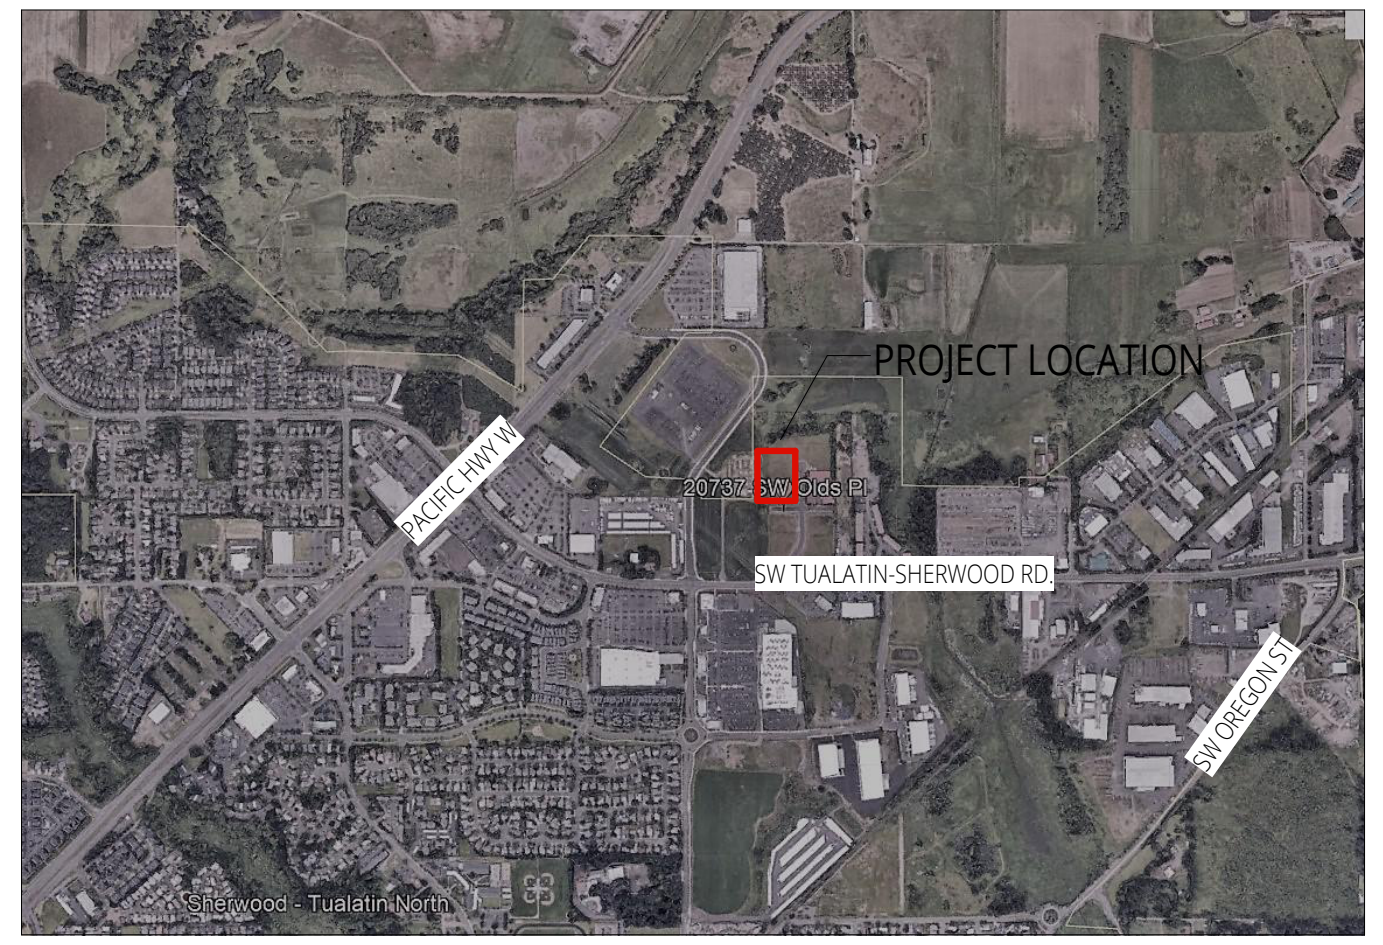 PROJECT LOCATION
PACIFIC HWY W
20737 SW Olds Pl
SW TUALATIN-SHERWOOD RD.
SW OREGON ST
Sherwood - Tualatin North